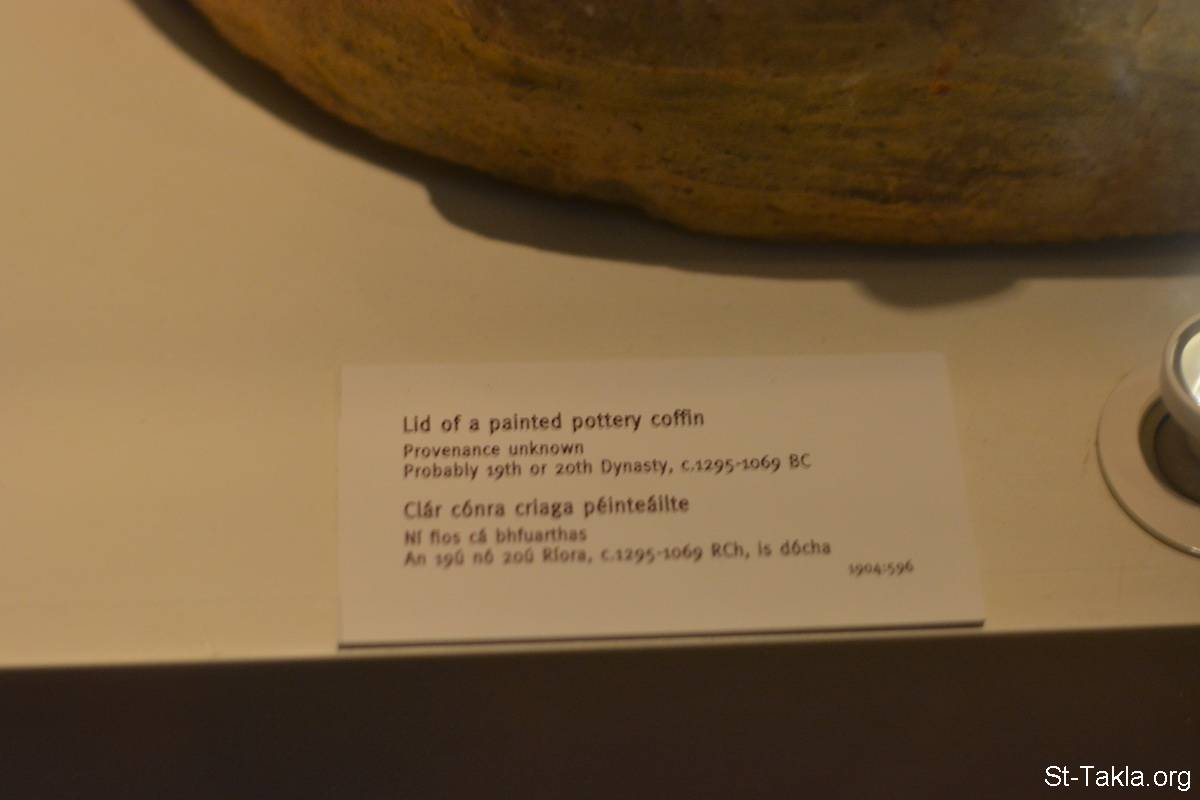 Lid of a painted pottery coffin
Provenance unknown
Probably 19th or 20th Dynasty, c.1295-1069 BC
Clár cónra criaga péinteáilte
Ní fios cá bhfuarthas
An 19ú nó 20ú Ríora, c.1295-1069 RCh, is dócha
1904:596
St-Takla.org